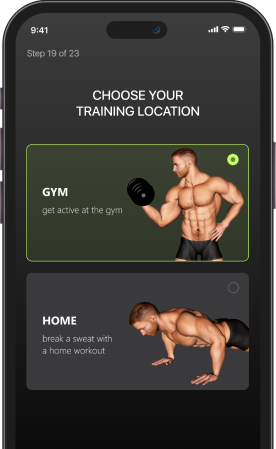 9:41
Step 19 of 23
CHOOSE YOUR
TRAINING LOCATION
GYM
get active at the gym
HOME
break a sweat with
a home workout